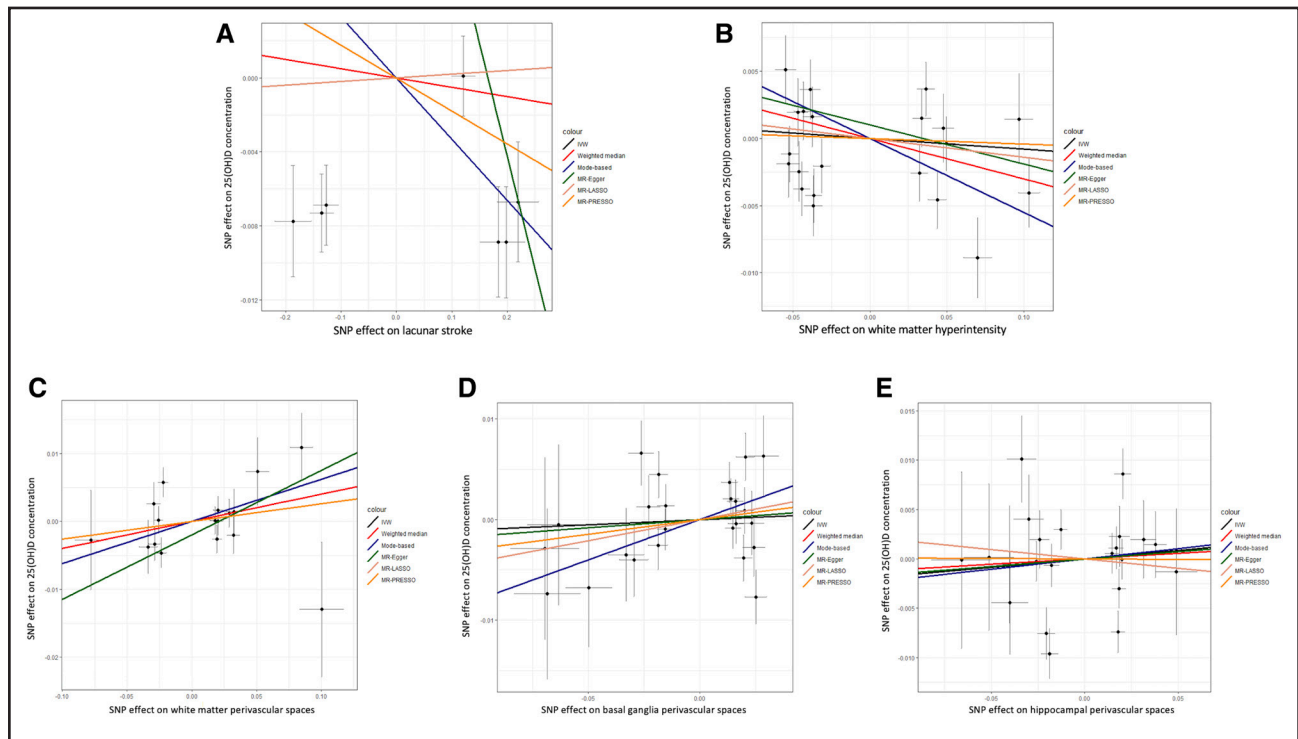 A
SNP effect on 25(OH)D concentration
0.000
-0.004
-0.008
-0.012
-0.2
-0.1
0.0
0.1
0.2
SNP effect on lacunar stroke
colour
IVW
Weighted median
Mode-based
MR-Egger
MR-LASSO
MR-PRESSO
B
SNP effect on 25(OH)D concentration
0.005
0.000
-0.005
-0.010
-0.05
0.00
0.05
0.10
SNP effect on white matter hyperintensity
colour
IVW
Weighted median
Mode-based
MR-Egger
MR-LASSO
MR-PRESSO
C
SNP effect on 25(OH)D concentration
0.01
0.00
-0.01
-0.02
-0.10
-0.05
0.00
0.05
0.10
SNP effect on white matter perivascular spaces
colour
IVW
Weighted median
Mode-based
MR-Egger
MR-LASSO
MR-PRESSO
D
SNP effect on 25(OH)D concentration
0.01
0.00
-0.01
-0.05
0.00
SNP effect on basal ganglia perivascular spaces
colour
IVW
Weighted median
Mode-based
MR-Egger
MR-LASSO
MR-PRESSO
E
SNP effect on 25(OH)D concentration
0.015
0.010
0.005
0.000
-0.005
-0.010
-0.05
0.00
0.05
SNP effect on hippocampal perivascular spaces
colour
IVW
Weighted median
Mode-based
MR-Egger
MR-LASSO
MR-PRESSO